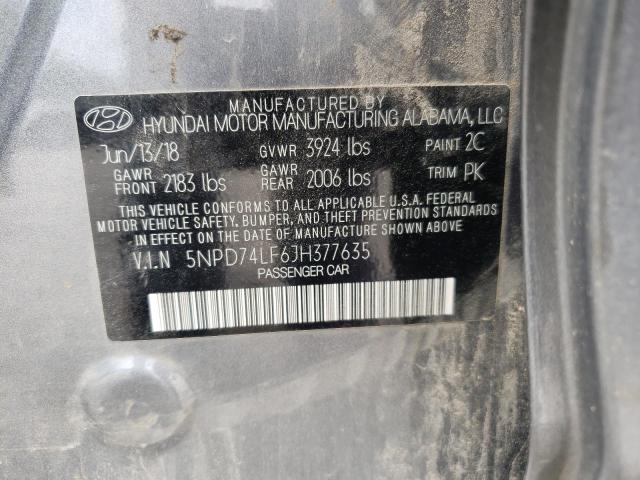 MANUFACTURED BY
HYUNDAI MOTOR MANUFACTURING ALABAMA, LLC
Jun/13/18 GVWR 3924 lbs PAINT 2C
GAWR FRONT 2183 lbs GAWR REAR 2006 lbs TRIM PK
THIS VEHICLE CONFORMS TO ALL APPLICABLE U.S.A. FEDERAL
MOTOR VEHICLE SAFETY, BUMPER, AND THEFT PREVENTION STANDARDS
IN EFFECT ON THE DATE OF MANUFACTURE SHOWN ABOVE.
V.I.N 5NPD74LF6JH377635
PASSENGER CAR